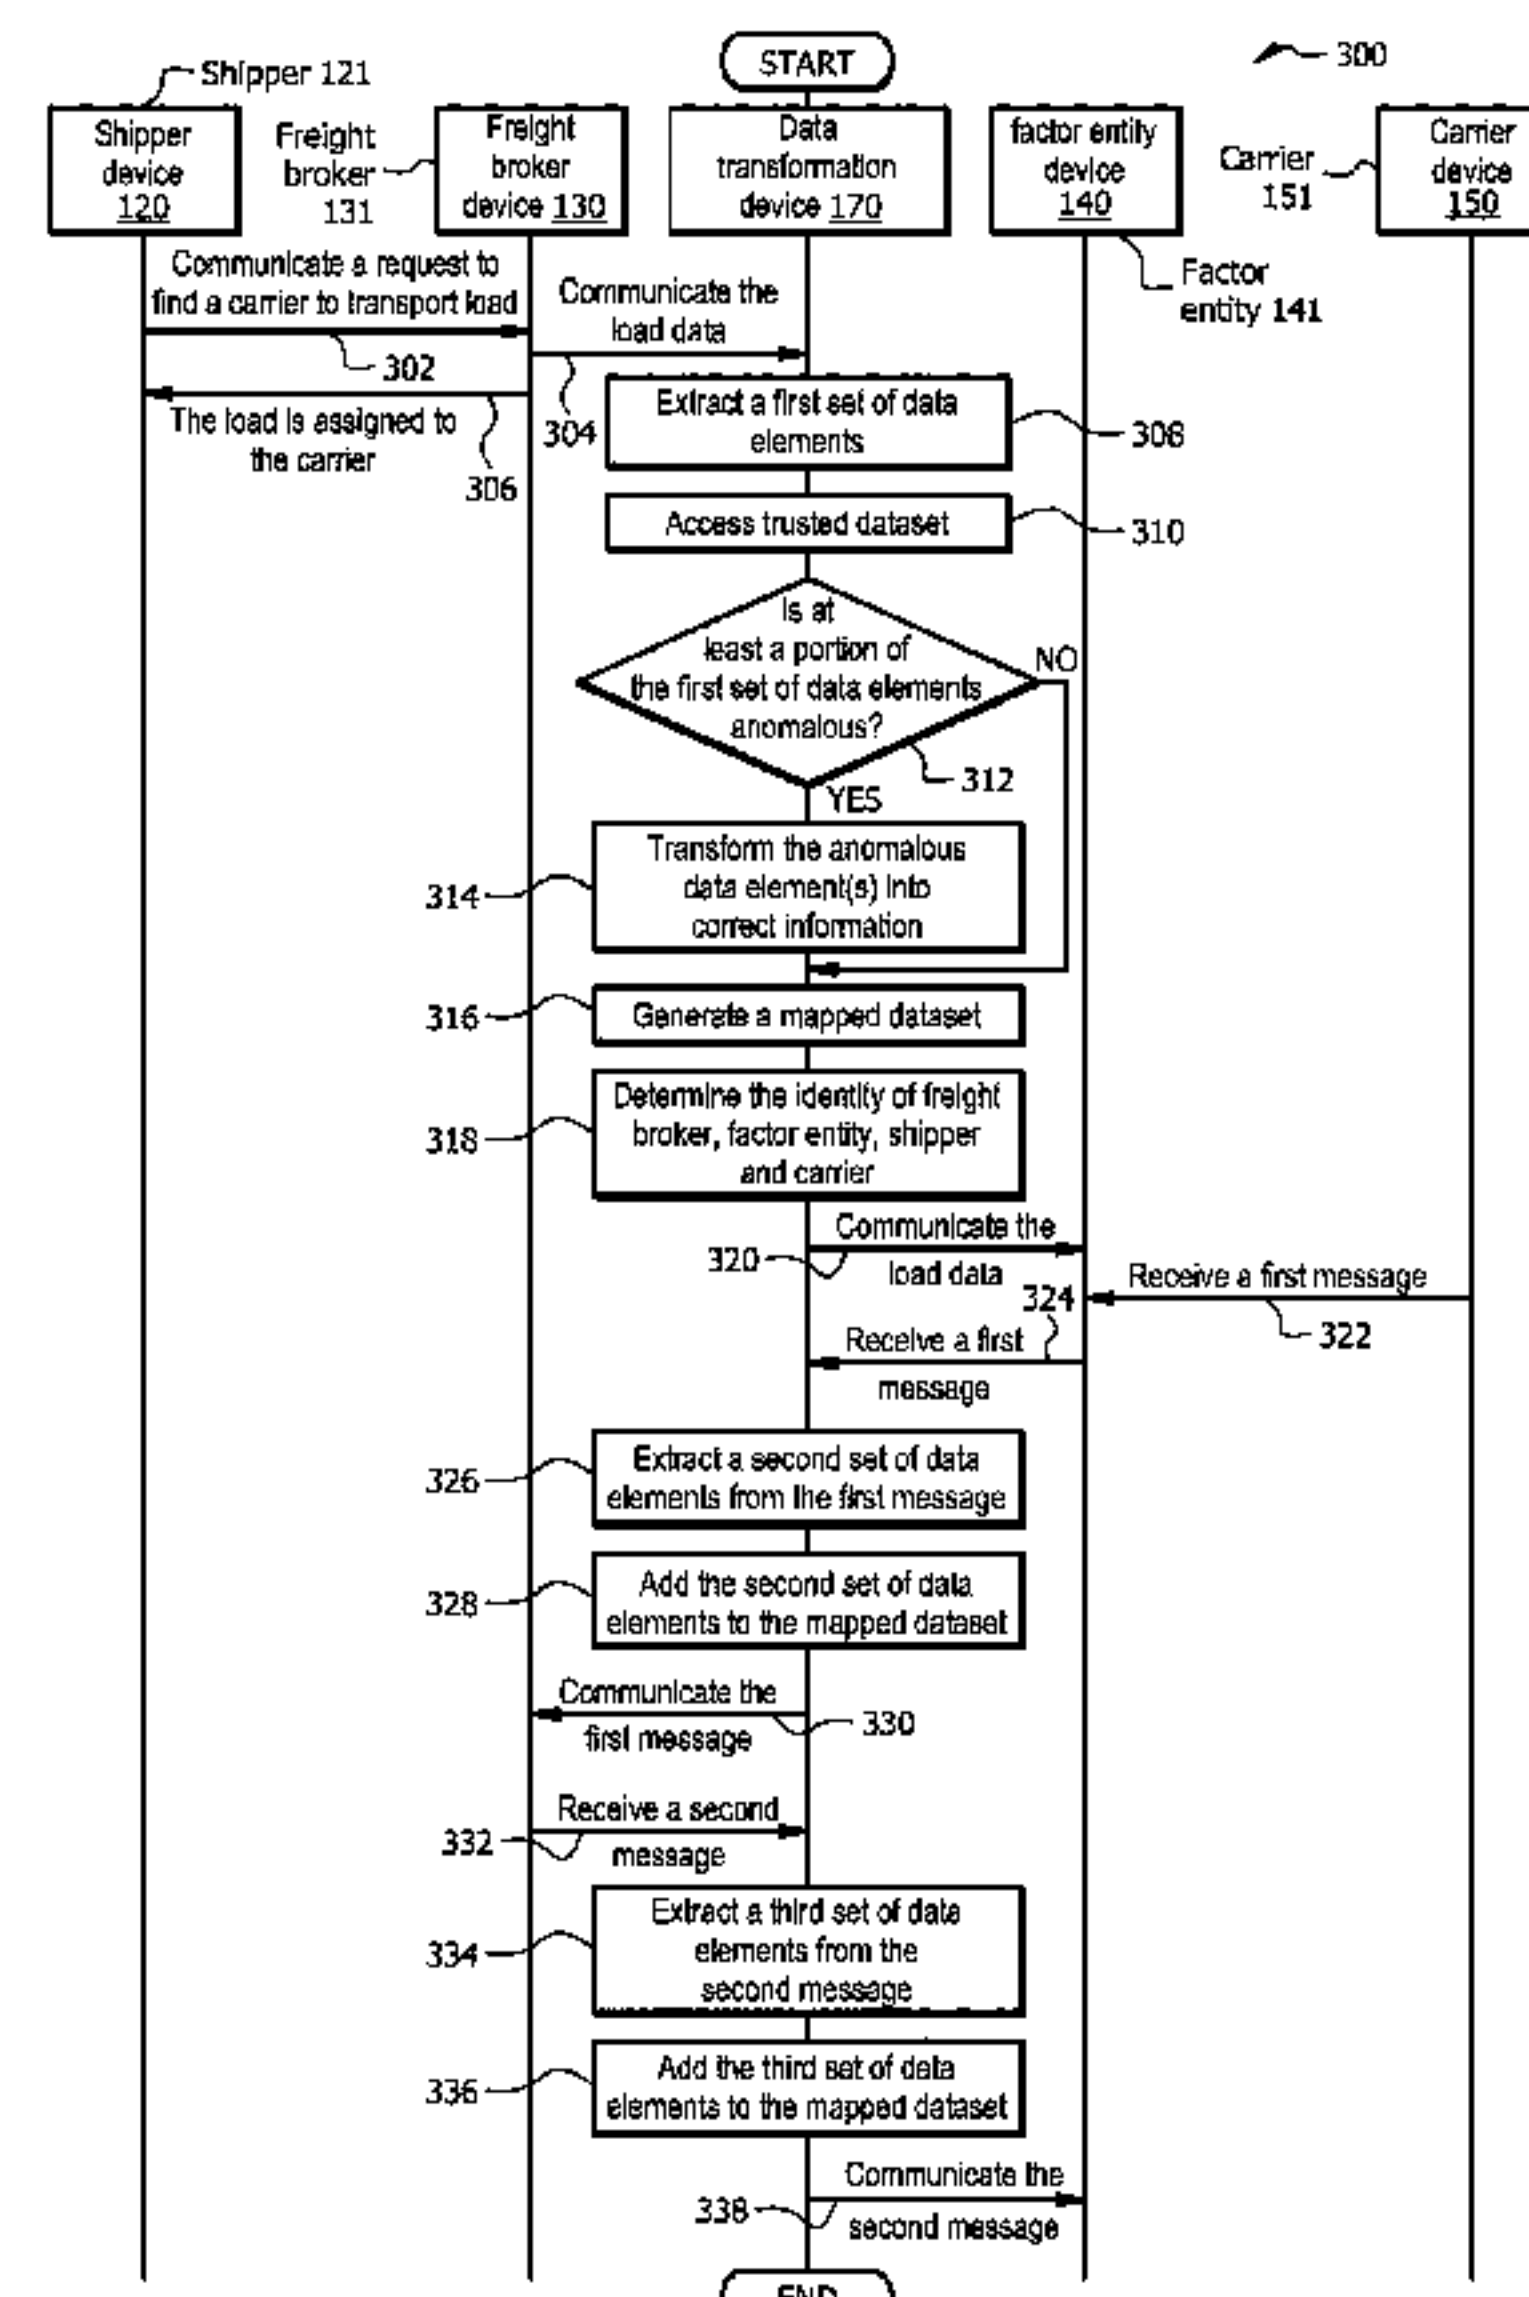 START
300
Shipper 121
Shipper
device
120
Freight
broker
131
Freight
broker
device 130
Data
transformation
device 170
factor entity
device
140
Carrier
151
Carrier
device
150
Factor
entity 141
Communicate a request to
find a carrier to transport load
302
Communicate the
load data
304
The load is assigned to
the carrier
306
Extract a first set of data
elements
308
Access trusted dataset
310
Is at
least a portion of
the first set of data elements
anomalous?
NO
312
YES
Transform the anomalous
data element(s) into
correct information
314
Generate a mapped dataset
316
Determine the identity of freight
broker, factor entity, shipper
and carrier
318
Communicate the
load data
320
Receive a first message
322
324
Receive a first
message
Extract a second set of data
elements from the first message
326
Add the second set of data
elements to the mapped dataset
328
Communicate the
first message
330
Receive a second
message
332
Extract a third set of data
elements from the
second message
334
Add the third set of data
elements to the mapped dataset
336
Communicate the
second message
338
END